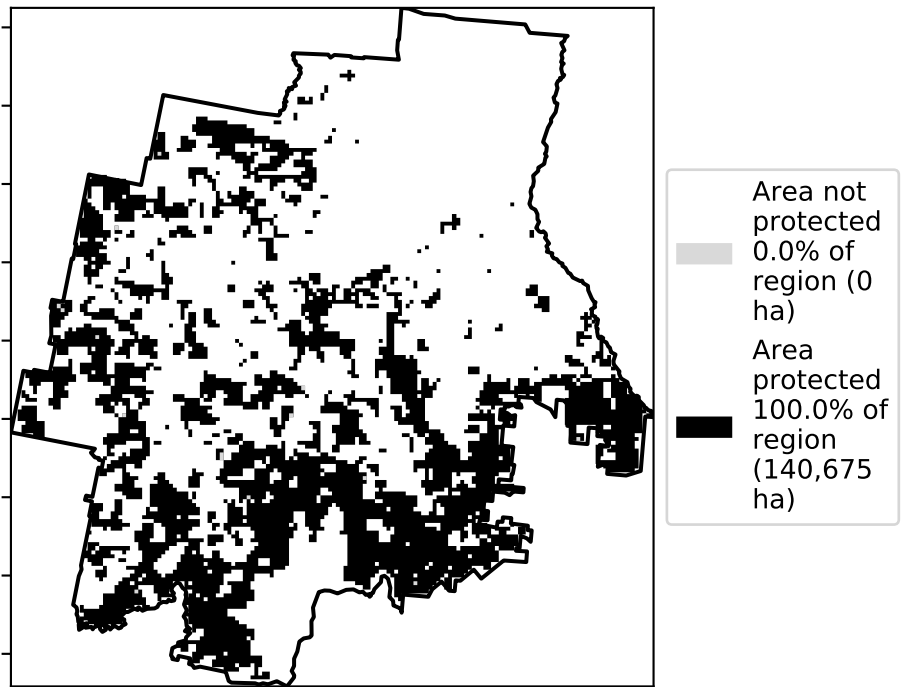 Area not
protected
0.0% of
region (0
ha)
Area
protected
100.0% of
region
(140,675
ha)